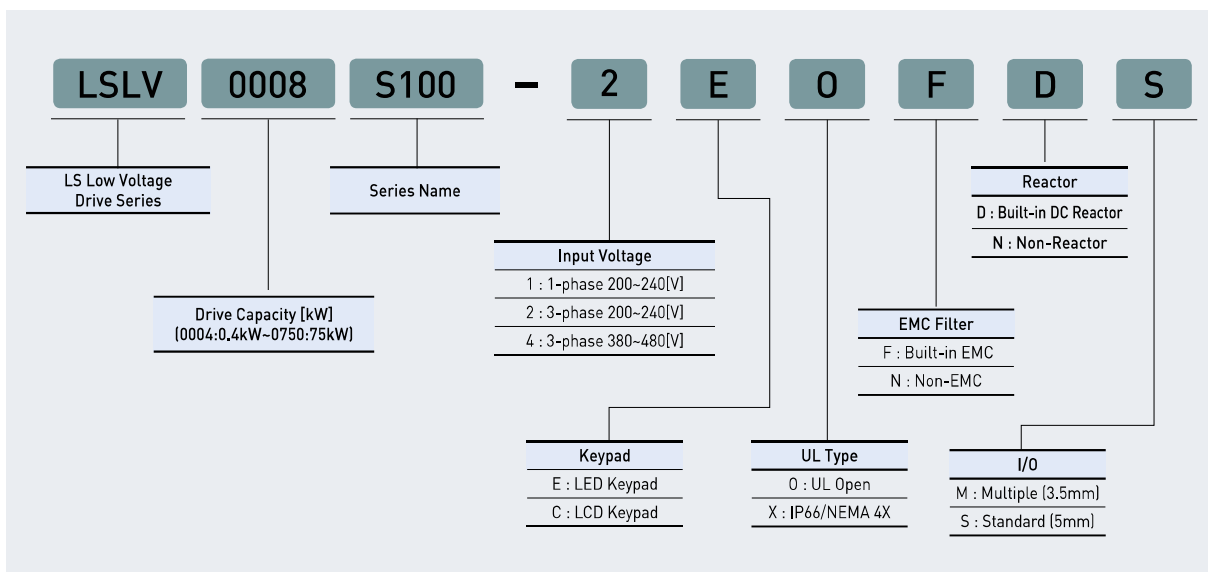 LSLV 0008 S100 - 2 E O F D S
LS Low Voltage
Drive Series
Series Name
Reactor
D : Built-in DC Reactor
N : Non-Reactor
Input Voltage
1 : 1-phase 200~240[V]
2 : 3-phase 200~240[V]
4 : 3-phase 380~480[V]
Drive Capacity [kW]
(0004:0.4kW~0750:75kW)
EMC Filter
F : Built-in EMC
N : Non-EMC
Keypad
E : LED Keypad
C : LCD Keypad
UL Type
O : UL Open
X : IP66/NEMA 4X
I/O
M : Multiple (3.5mm)
S : Standard (5mm)